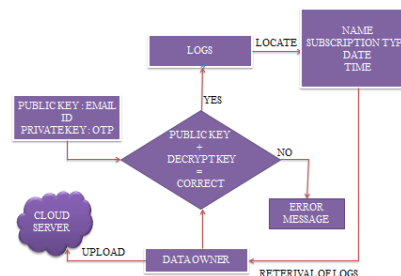 LOGS
LOCATE
NAME
SUBSCRIPTION TYP
DATE
TIME
YES
PUBLIC KEY : EMAIL
ID
PRIVATE KEY : OTP
PUBLIC KEY
+
DECRYPT KEY
=
CORRECT
NO
ERROR
MESSAGE
CLOUD
SERVER
UPLOAD
DATA OWNER
RETERIVAL OF LOGS